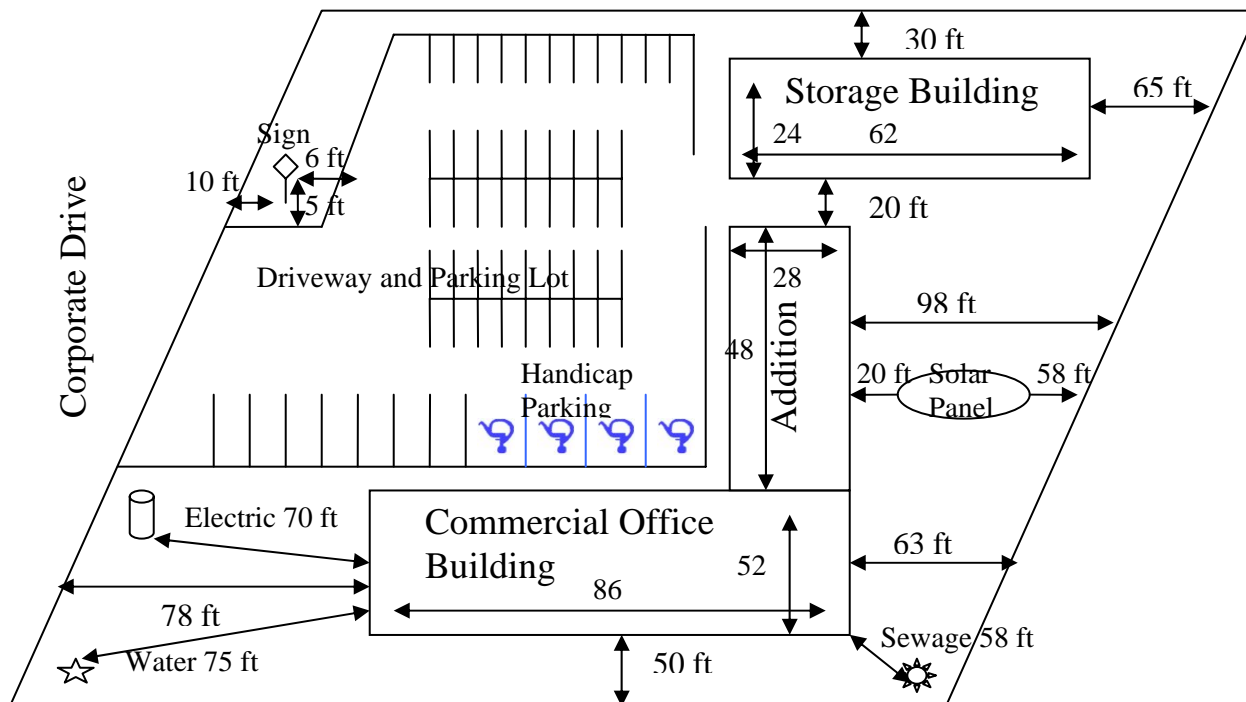 30 ft
Storage Building
65 ft
24
62
Sign
6 ft
10 ft
5 ft
20 ft
Corporate Drive
Driveway and Parking Lot
28
98 ft
48
Addition
Handicap
Parking
20 ft
Solar
Panel
58 ft
Electric 70 ft
Commercial Office
Building
52
63 ft
86
78 ft
Water 75 ft
Sewage 58 ft
50 ft